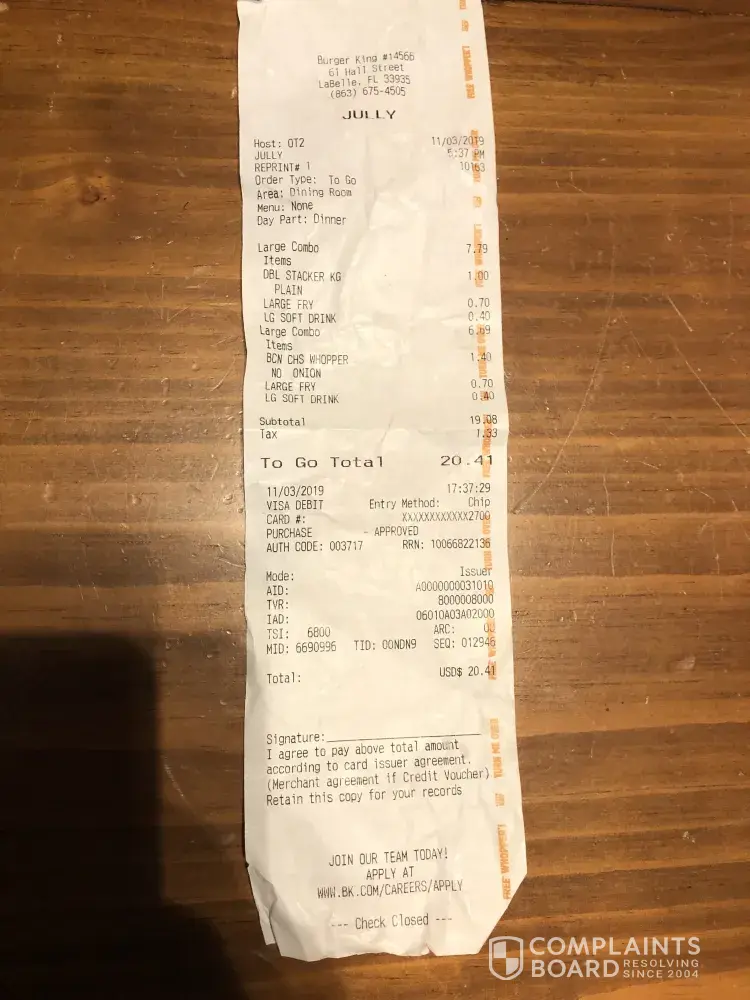 Burger King #14566
61 Hall Street
LaBelle, FL 33935
(863) 675-4505
JULLY
Host: OT2 11/03/2019
JULLY 5:37 PM
REPRINT# 1 10163
Order Type: To Go
Area: Dining Room
Menu: None
Day Part: Dinner
Large Combo 7.79
Items
DBL STACKER KG 1.00
PLAIN
LARGE FRY 0.70
LG SOFT DRINK 0.40
Large Combo 6.69
Items
BCN CHS WHOPPER 1.40
NO ONION
LARGE FRY 0.70
LG SOFT DRINK 0.40
Subtotal 19.08
Tax 1.33
To Go Total 20.41
11/03/2019 17:37:29
VISA DEBIT Entry Method: Chip
CARD #: XXXXXXXXXXXX2700
PURCHASE - APPROVED
AUTH CODE: 003717 RRN: 10066822136
Mode: Issuer
AID: A0000000031010
TVR: 8000008000
IAD: 06010A03A02000
TSI: 6800 ARC:
MID: 6690996 TID: 00NDN9 SEQ: 012946
Total: USD$ 20.41
Signature:
I agree to pay above total amount
according to card issuer agreement.
(Merchant agreement if Credit Voucher)
Retain this copy for your records
JOIN OUR TEAM TODAY!
APPLY AT
WWW.BK.COM/CAREERS/APPLY
--- Check Closed ---
FREE WHOPPER!
TURN ME OVER
FREE WHOPPER!
COMPLAINTS
BOARD RESOLVING
SINCE 2004